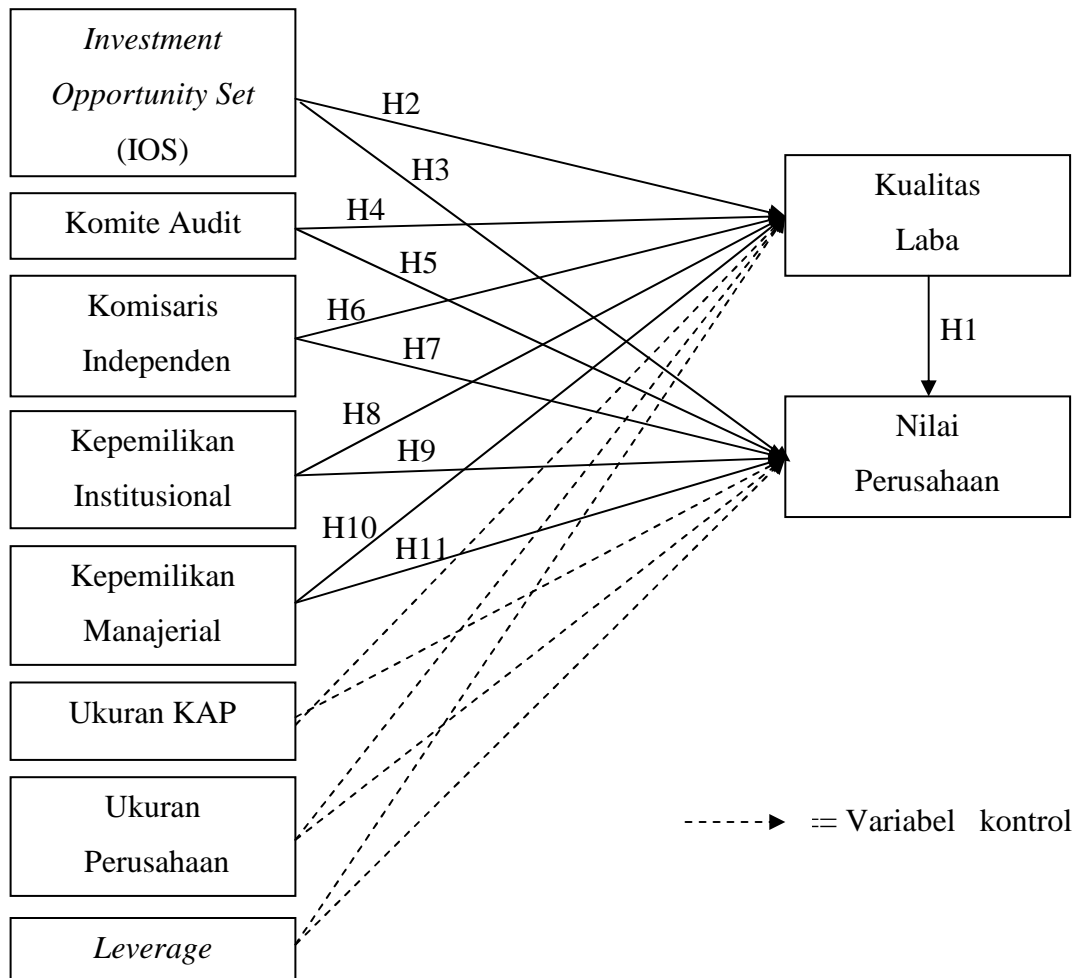 Investment
Opportunity Set
(IOS)
Komite Audit
Komisaris
Independen
Kepemilikan
Institusional
Kepemilikan
Manajerial
Ukuran KAP
Ukuran
Perusahaan
Leverage
H2
H3
H4
H5
H6
H7
H8
H9
H10
H11
Kualitas
Laba
H1
Nilai
Perusahaan
:= Variabel kontrol